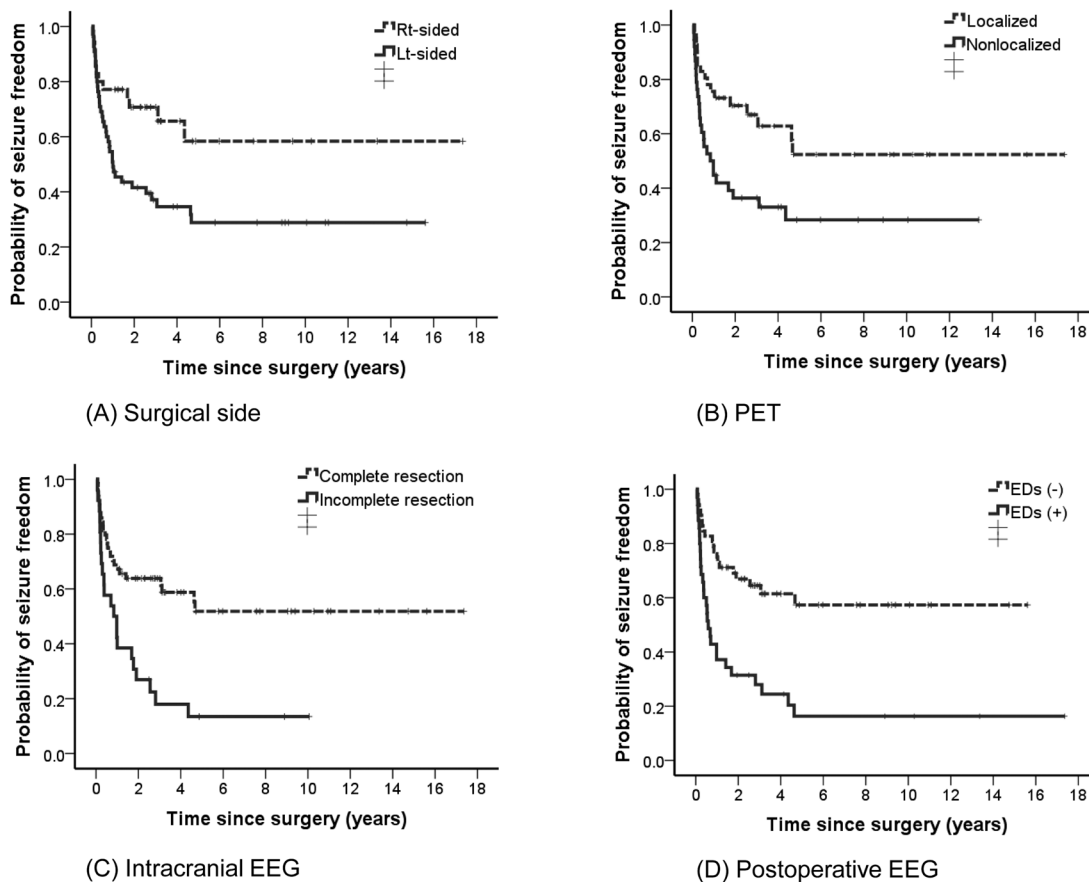 Probability of seizure freedom
1.0
0.8
0.6
0.4
0.2
0.0
Rt-sided
Lt-sided
0 2 4 6 8 10 12 14 16 18
Time since surgery (years)
(A) Surgical side
Probability of seizure freedom
1.0
0.8
0.6
0.4
0.2
0.0
Localized
Nonlocalized
0 2 4 6 8 10 12 14 16 18
Time since surgery (years)
(B) PET
Probability of seizure freedom
1.0
0.8
0.6
0.4
0.2
0.0
Complete resection
Incomplete resection
0 2 4 6 8 10 12 14 16 18
Time since surgery (years)
(C) Intracranial EEG
Probability of seizure freedom
1.0
0.8
0.6
0.4
0.2
0.0
EDs (-)
EDs (+)
0 2 4 6 8 10 12 14 16 18
Time since surgery (years)
(D) Postoperative EEG